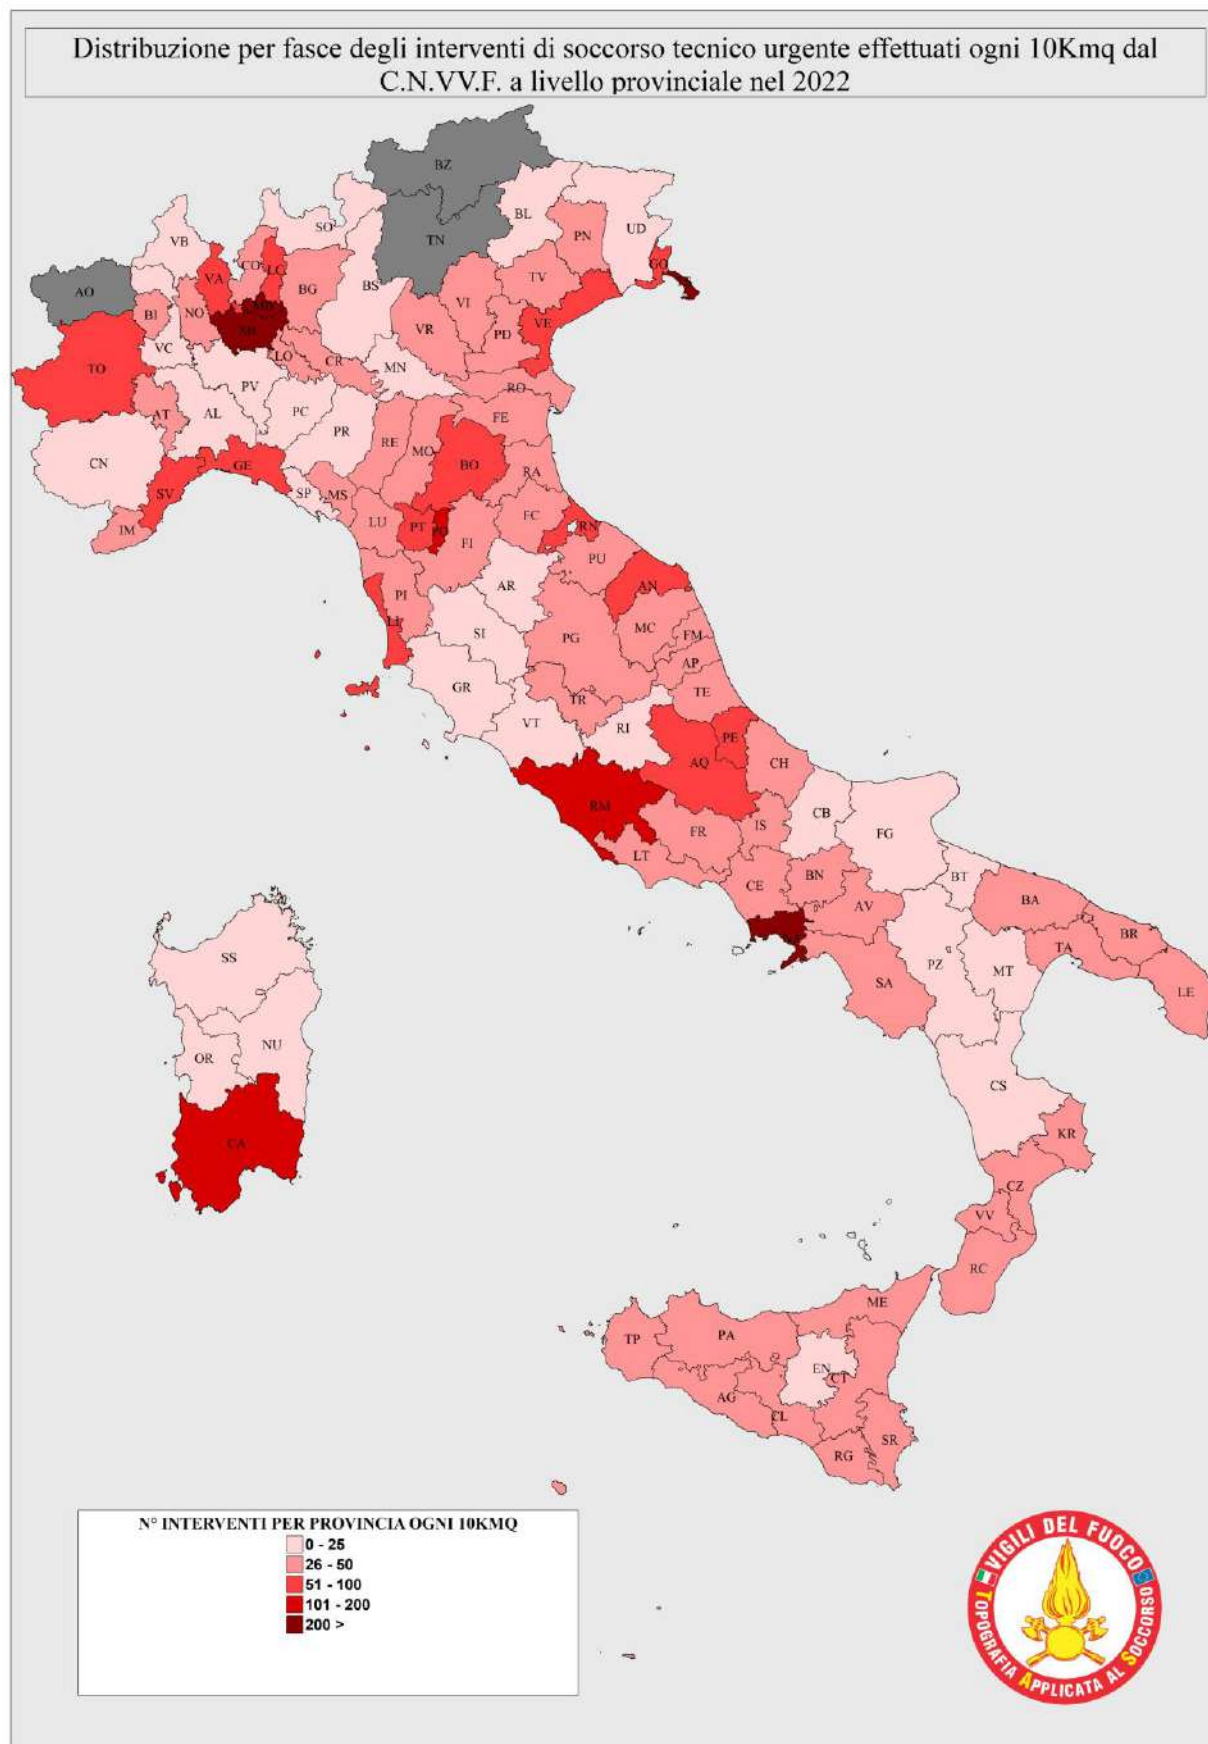 Distribuzione per fasce degli interventi di soccorso tecnico urgente effettuati ogni 10Kmq dal
C.N.VV.F. a livello provinciale nel 2022
BZ
BL
SO
TN
UD
VB
PN
CO
LC
GO
VA
TV
AO
BG
BS
VI
BI
NO
VE
MI
VR
PD
VC
LO
CR
TO
MN
PV
RO
AT
AL
PC
FE
PR
RE
MO
CN
BO
GE
RA
SV
SP
MS
LU
PT
FC
RN
IM
PO
FI
PU
AR
AN
PI
LI
MC
SI
PG
FM
AP
GR
TE
TR
VT
RI
PE
AQ
CH
RM
CB
IS
FR
FG
LT
BN
BT
CE
AV
BA
BR
TA
SS
PZ
MT
SA
LE
OR
NU
CS
KR
CA
CZ
VV
RC
ME
TP
PA
EN
CT
AG
CL
SR
RG
N° INTERVENTI PER PROVINCIA OGNI 10KMQ
0 - 25
26 - 50
51 - 100
101 - 200
200 >
VIGILI DEL FUOCO
TOPOGRAFIA APPLICATA AL SOCCORSO